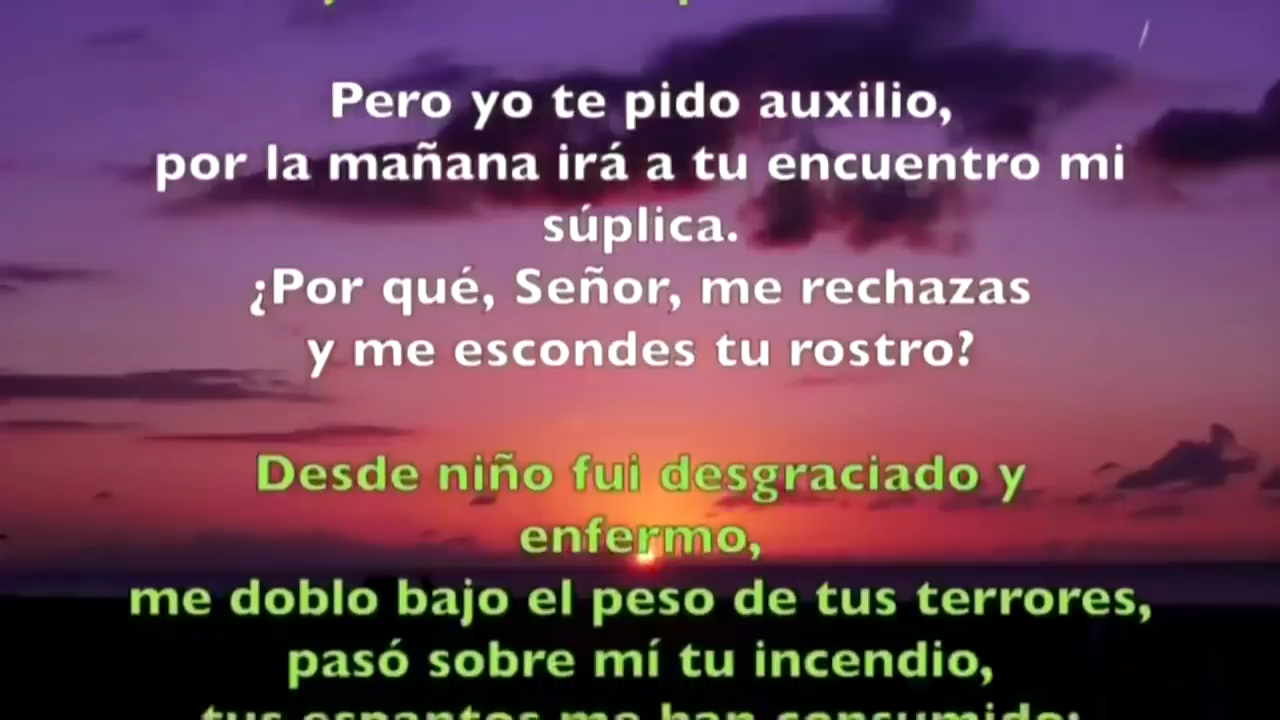 Pero yo te pido auxilio,
por la mañana irá a tu encuentro mi
súplica.
¿Por qué, Señor, me rechazas
y me escondes tu rostro?
Desde niño fui desgraciado y
enfermo,
me doblo bajo el peso de tus terrores,
pasó sobre mí tu incendio,
tus espantos me han consumido: